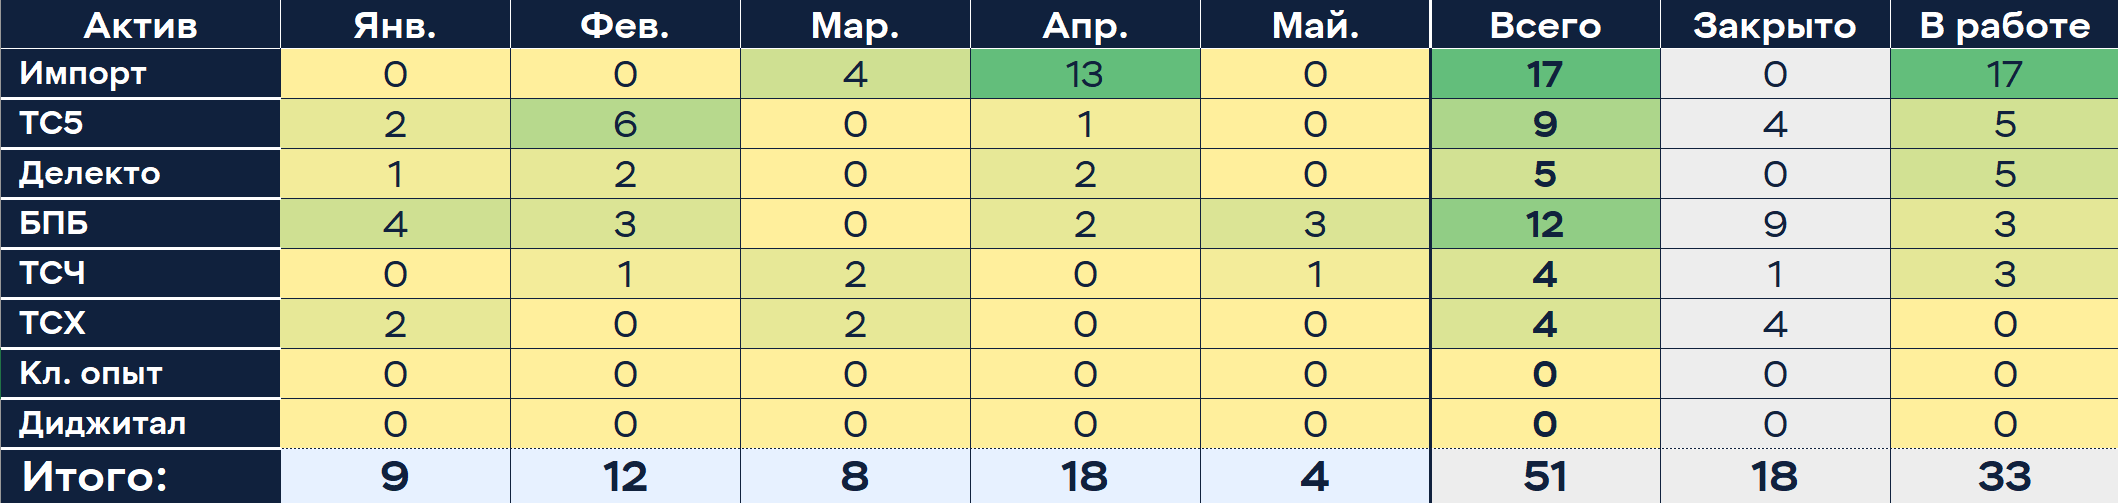 Актив Янв. Фев. Мар. Апр. Май. Всего Закрыто В работе
Импорт 0 0 4 13 0 17 0 17
ТС5 2 6 0 1 0 9 4 5
Делекто 1 2 0 2 0 5 0 5
БПБ 4 3 0 2 3 12 9 3
ТСЧ 0 1 2 0 1 4 1 3
ТСХ 2 0 2 0 0 4 4 0
Кл. опыт 0 0 0 0 0 0 0 0
Диджитал 0 0 0 0 0 0 0 0
Итого: 9 12 8 18 4 51 18 33